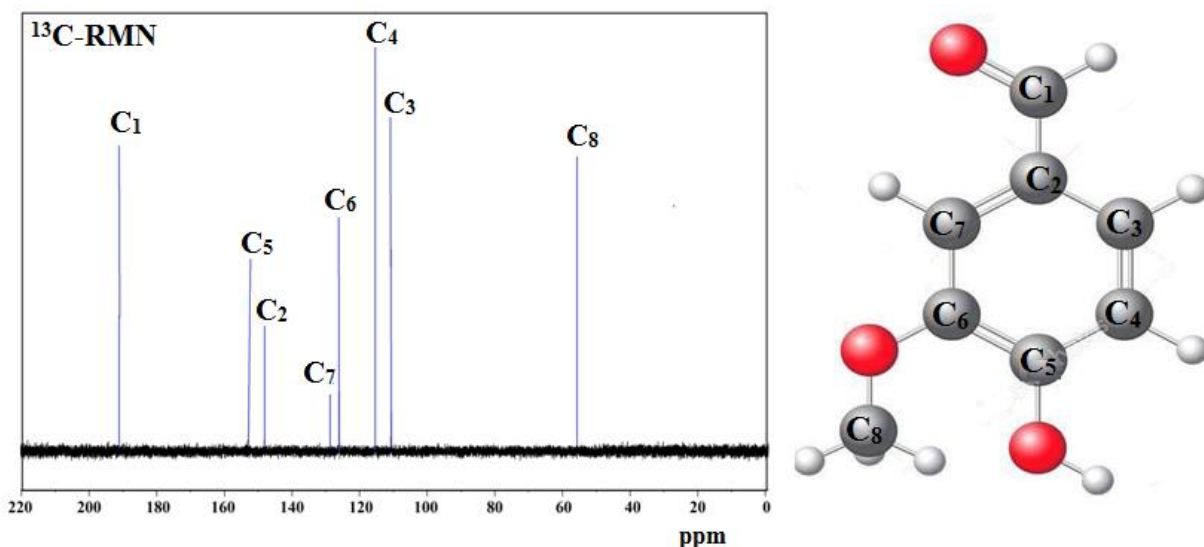 ¹³C-RMN
C₁
C₅
C₂
C₇
C₆
C₄
C₃
C₈
220 200 180 160 140 120 100 80 60 40 20 0
ppm
C₁
C₂
C₇
C₃
C₆
C₄
C₅
C₈